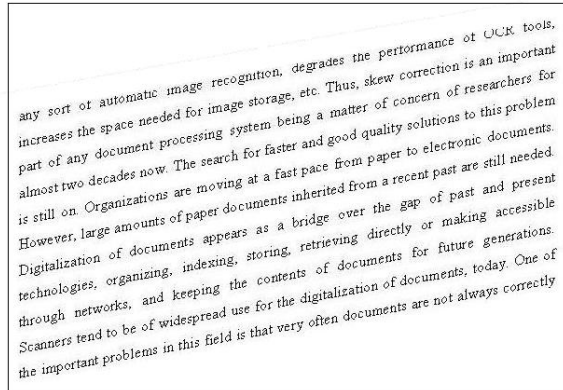 any sort of automatic image recognition, degrades the performance of OCR tools,
increases the space needed for image storage, etc. Thus, skew correction is an important
part of any document processing system being a matter of concern of researchers for
almost two decades now. The search for faster and good quality solutions to this problem
is still on. Organizations are moving at a fast pace from paper to electronic documents.
However, large amounts of paper documents inherited from a recent past are still needed.
Digitalization of documents appears as a bridge over the gap of past and present
technologies, organizing, indexing, storing, retrieving directly or making accessible
through networks, and keeping the contents of documents for future generations.
Scanners tend to be of widespread use for the digitalization of documents, today. One of
the important problems in this field is that very often documents are not always correctly